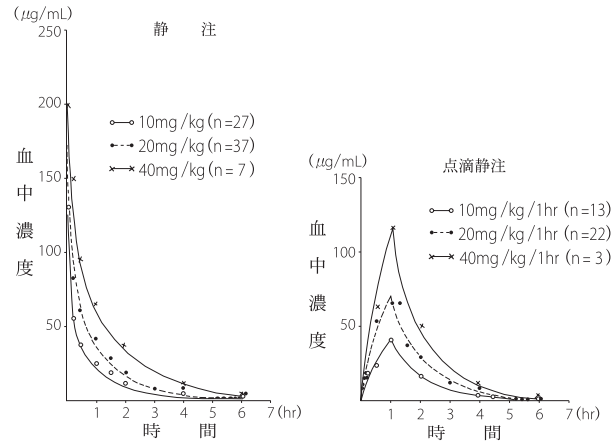 (μg/mL)
静 注
250
200
150
100
50
血中濃度
10mg/kg(n=27)
20mg/kg(n=37)
40mg/kg(n=7)
1 2 3 4 5 6 7(hr)
時 間
(μg/mL)
点滴静注
150
100
50
血中濃度
10mg/kg/1hr (n=13)
20mg/kg/1hr (n=22)
40mg/kg/1hr (n=3)
0 1 2 3 4 5 6 7(hr)
時 間